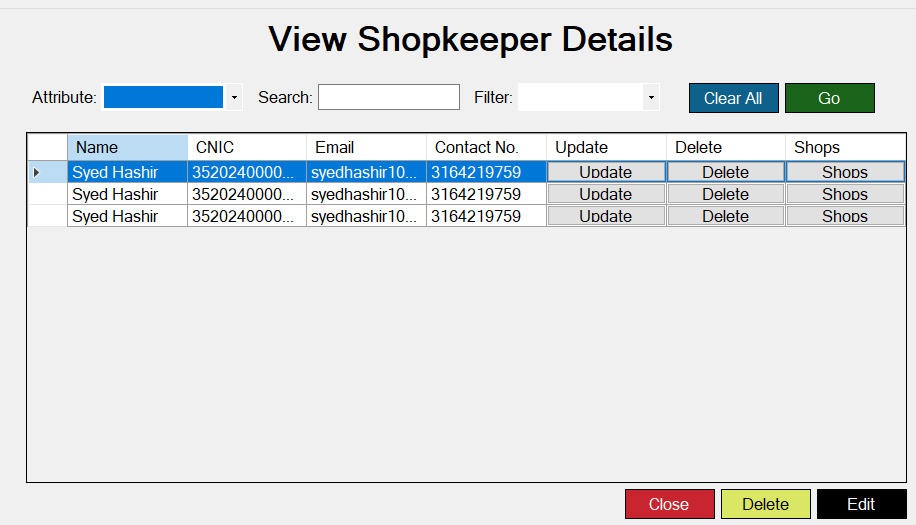 View Shopkeeper Details
Attribute: Search: Filter: Clear All Go
Name CNIC Email Contact No. Update Delete Shops
Syed Hashir 3520240000... syedhashir10... 3164219759 Update Delete Shops
Syed Hashir 3520240000... syedhashir10... 3164219759 Update Delete Shops
Syed Hashir 3520240000... syedhashir10... 3164219759 Update Delete Shops
Close Delete Edit